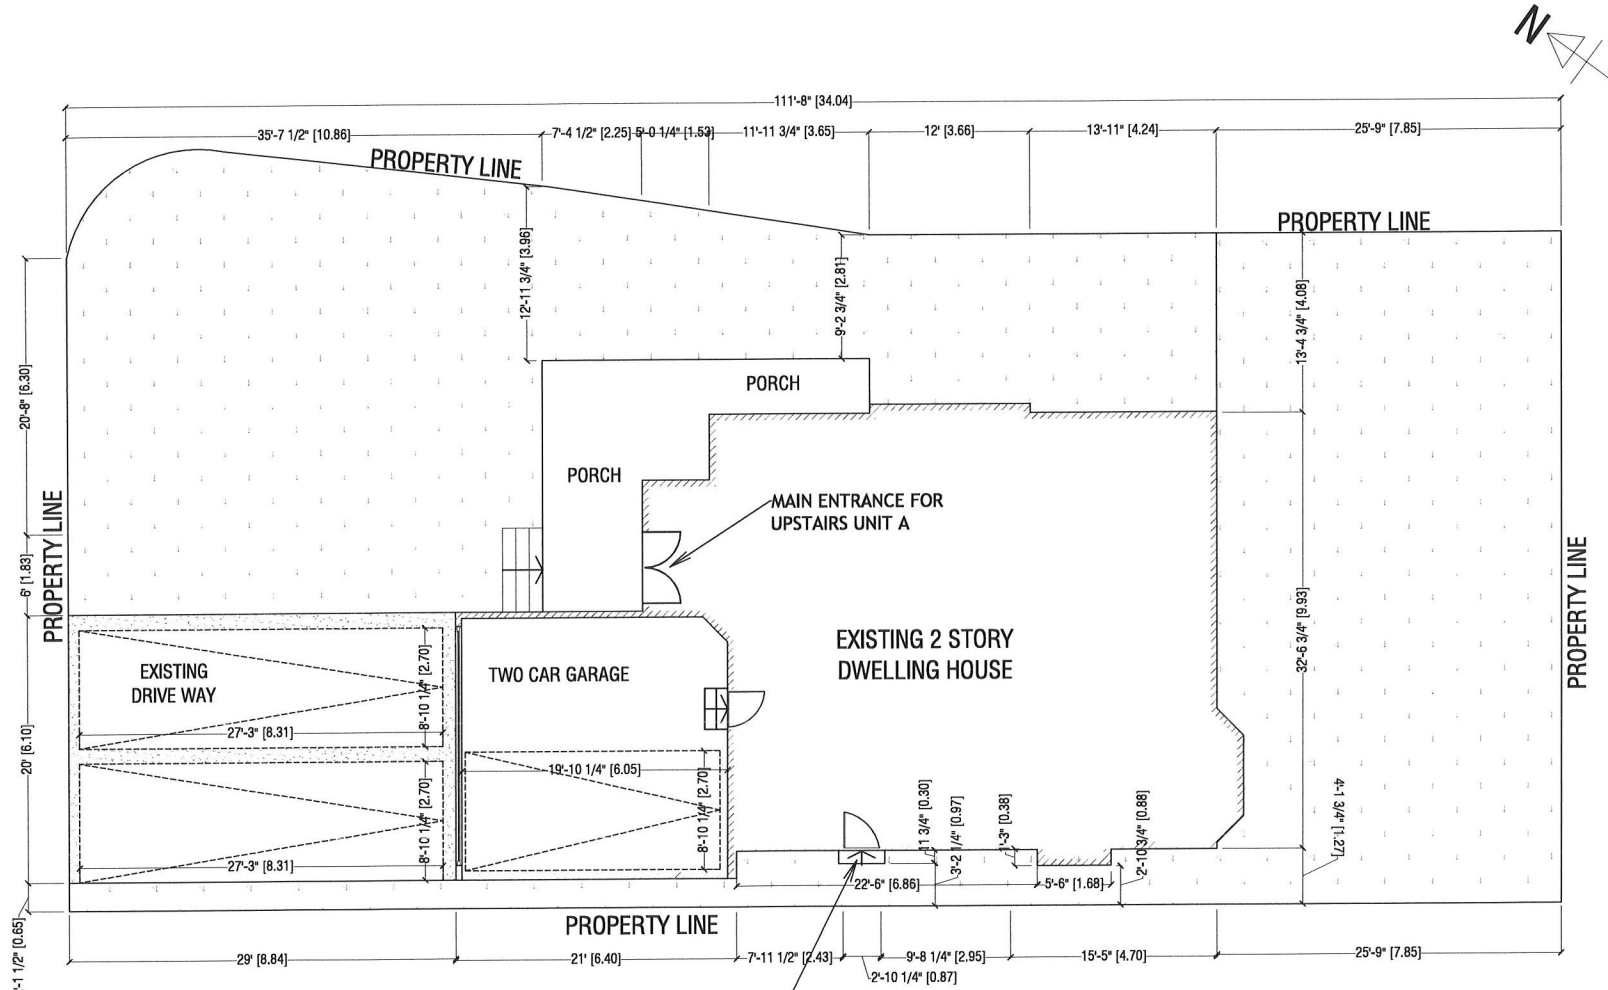 N
111'-8" [34.04]
35'-7 1/2" [10.86]
7'-4 1/2" [2.25]
5'-0 1/4" [1.53]
11'-11 3/4" [3.65]
12' [3.66]
13'-11" [4.24]
25'-9" [7.85]
PROPERTY LINE
PROPERTY LINE
12'-11 3/4" [3.96]
9'-2 3/4" [2.81]
13'-4 3/4" [4.08]
20'-8" [6.30]
PORCH
PORCH
MAIN ENTRANCE FOR
UPSTAIRS UNIT A
PROPERTY LINE
6' [1.83]
PROPERTY LINE
32'-6 3/4" [9.93]
EXISTING 2 STORY
DWELLING HOUSE
EXISTING
DRIVE WAY
8'-10 1/4" [2.70]
TWO CAR GARAGE
27'-3" [8.31]
20' [6.10]
19'-10 1/4" [6.05]
8'-10 1/4" [2.70]
8'-10 1/4" [2.70]
27'-3" [8.31]
11 3/4" [0.30]
3'-2 1/4" [0.97]
1'-3" [0.38]
2'-10 3/4" [0.88]
4'-1 3/4" [1.27]
22'-6" [6.86]
5'-6" [1.68]
PROPERTY LINE
'-1 1/2" [0.65]
29' [8.84]
21' [6.40]
7'-11 1/2" [2.43]
2'-10 1/4" [0.87]
9'-8 1/4" [2.95]
15'-5" [4.70]
25'-9" [7.85]